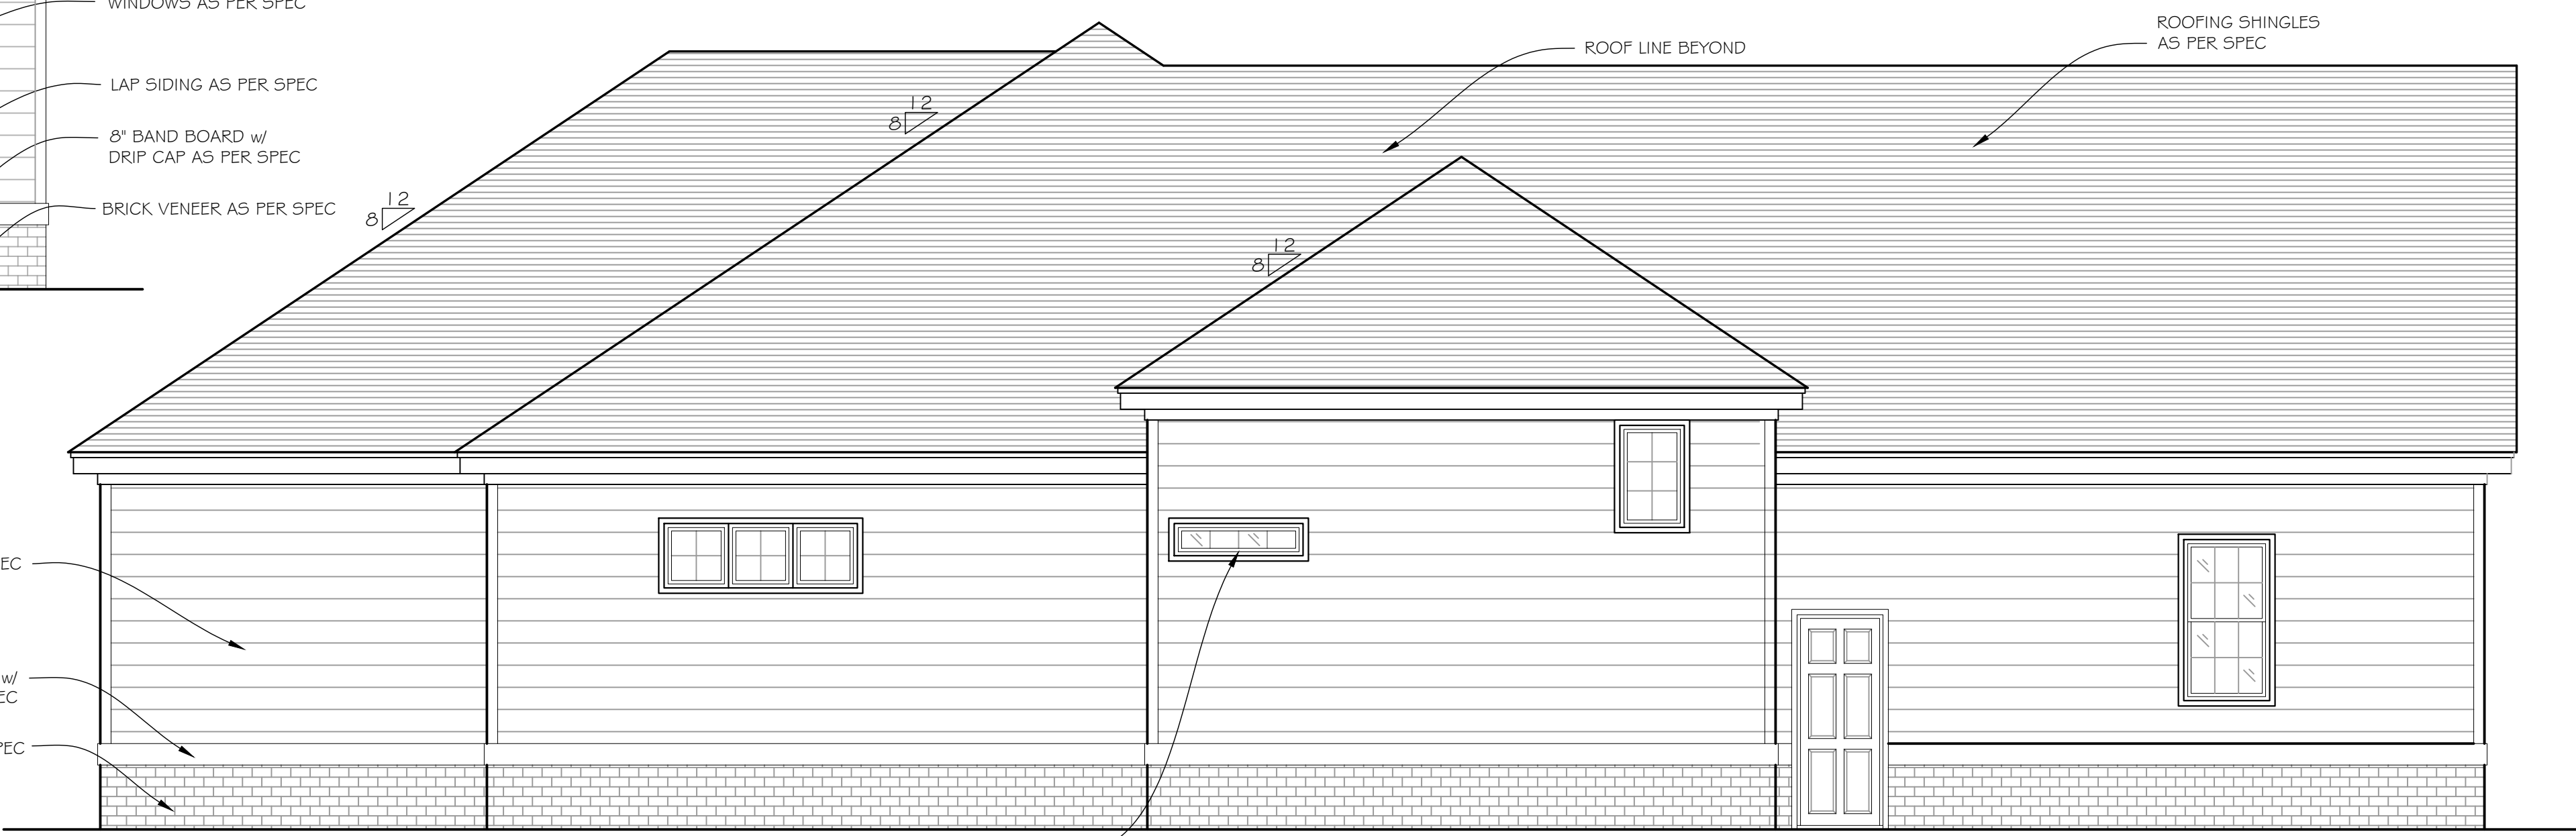 WINDOWS AS PER SPEC
LAP SIDING AS PER SPEC
8" BAND BOARD w/
DRIP CAP AS PER SPEC
BRICK VENEER AS PER SPEC
ROOF LINE BEYOND
ROOFING SHINGLES
AS PER SPEC
12
8
12
8
12
8
EC
w/
EC
PEC